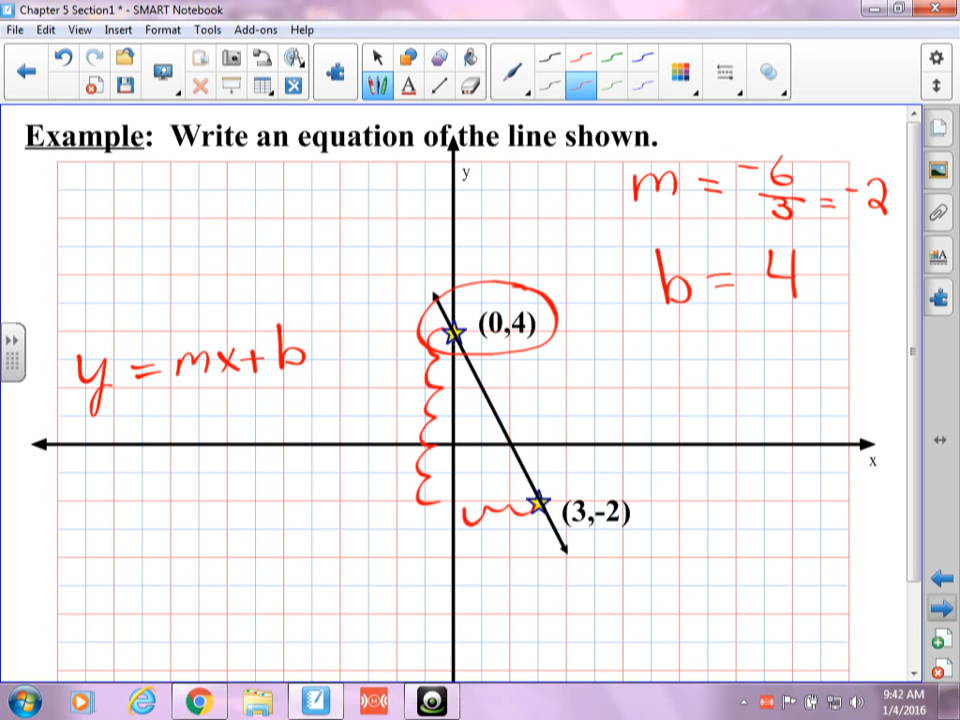 Chapter 5 Section1 * - SMART Notebook
File Edit View Insert Format Tools Add-ons Help
Example: Write an equation of the line shown.
y
m = -6/3 = -2
b = 4
(0,4)
y = mx+b
x
(3,-2)
9:42 AM
1/4/2016